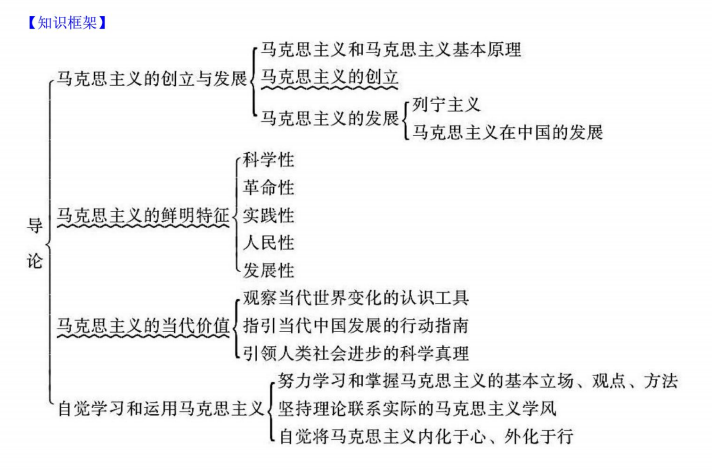 【知识框架】
导论
马克思主义的创立与发展
马克思主义和马克思主义基本原理
马克思主义的创立
马克思主义的发展
列宁主义
马克思主义在中国的发展
马克思主义的鲜明特征
科学性
革命性
实践性
人民性
发展性
马克思主义的当代价值
观察当代世界变化的认识工具
指引当代中国发展的行动指南
引领人类社会进步的科学真理
自觉学习和运用马克思主义
努力学习和掌握马克思主义的基本立场、观点、方法
坚持理论联系实际的马克思主义学风
自觉将马克思主义内化于心、外化于行